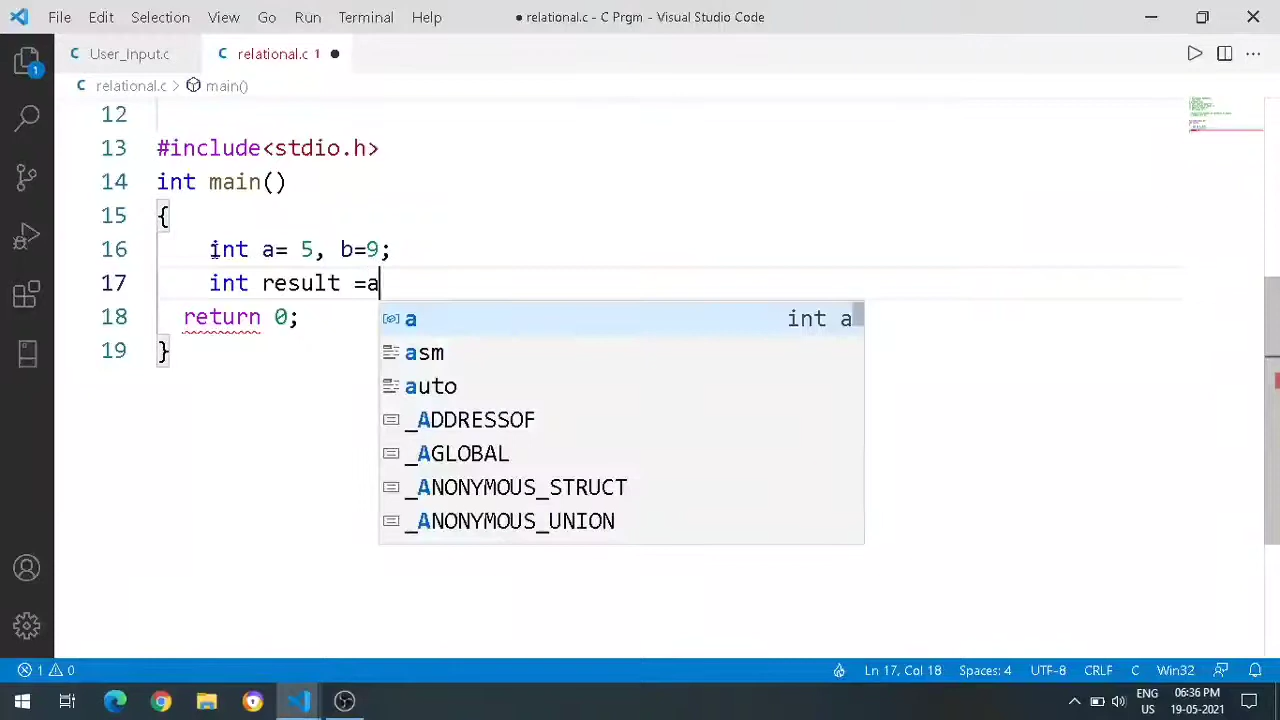 File Edit Selection View Go Run Terminal Help ● relational.c - C Prgm - Visual Studio Code
C User_Input.c C relational.c 1 ●
C relational.c > main()
12
13 #include<stdio.h>
14 int main()
15 {
16 int a= 5, b=9;
17 int result =a
18 return 0;
19 }
a int a
asm
auto
_ADDRESSOF
_AGLOBAL
_ANONYMOUS_STRUCT
_ANONYMOUS_UNION
1
1 0 Ln 17, Col 18 Spaces: 4 UTF-8 CRLF C Win32
ENG 06:36 PM
US 19-05-2021